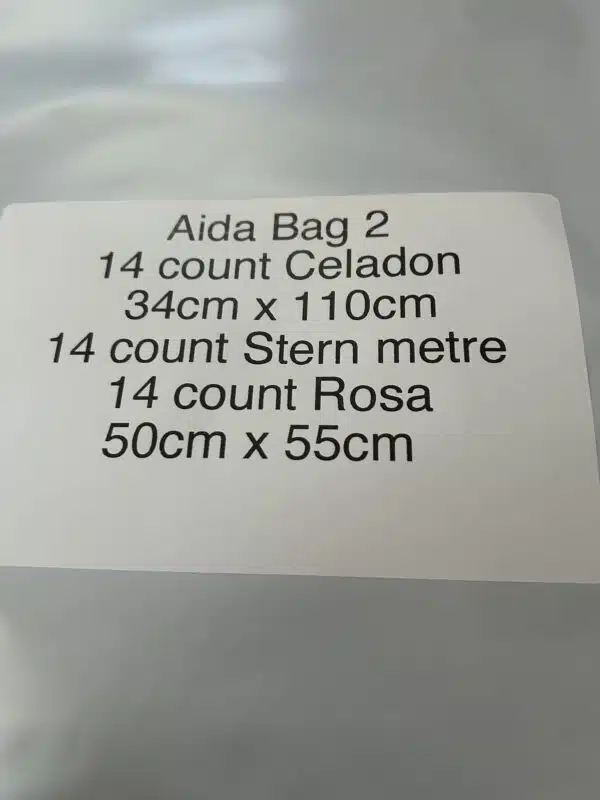 Aida Bag 2
14 count Celadon
34cm x 110cm
14 count Stern metre
14 count Rosa
50cm x 55cm